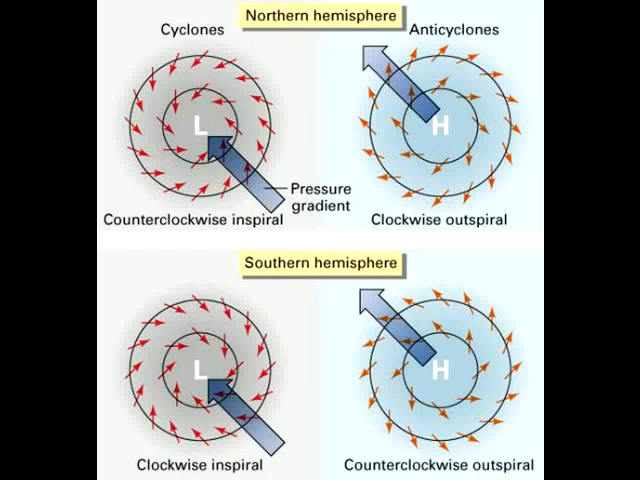 Northern hemisphere
Cyclones
Anticyclones
L
H
Pressure
gradient
Counterclockwise inspiral
Clockwise outspiral
Southern hemisphere
L
H
Clockwise inspiral
Counterclockwise outspiral